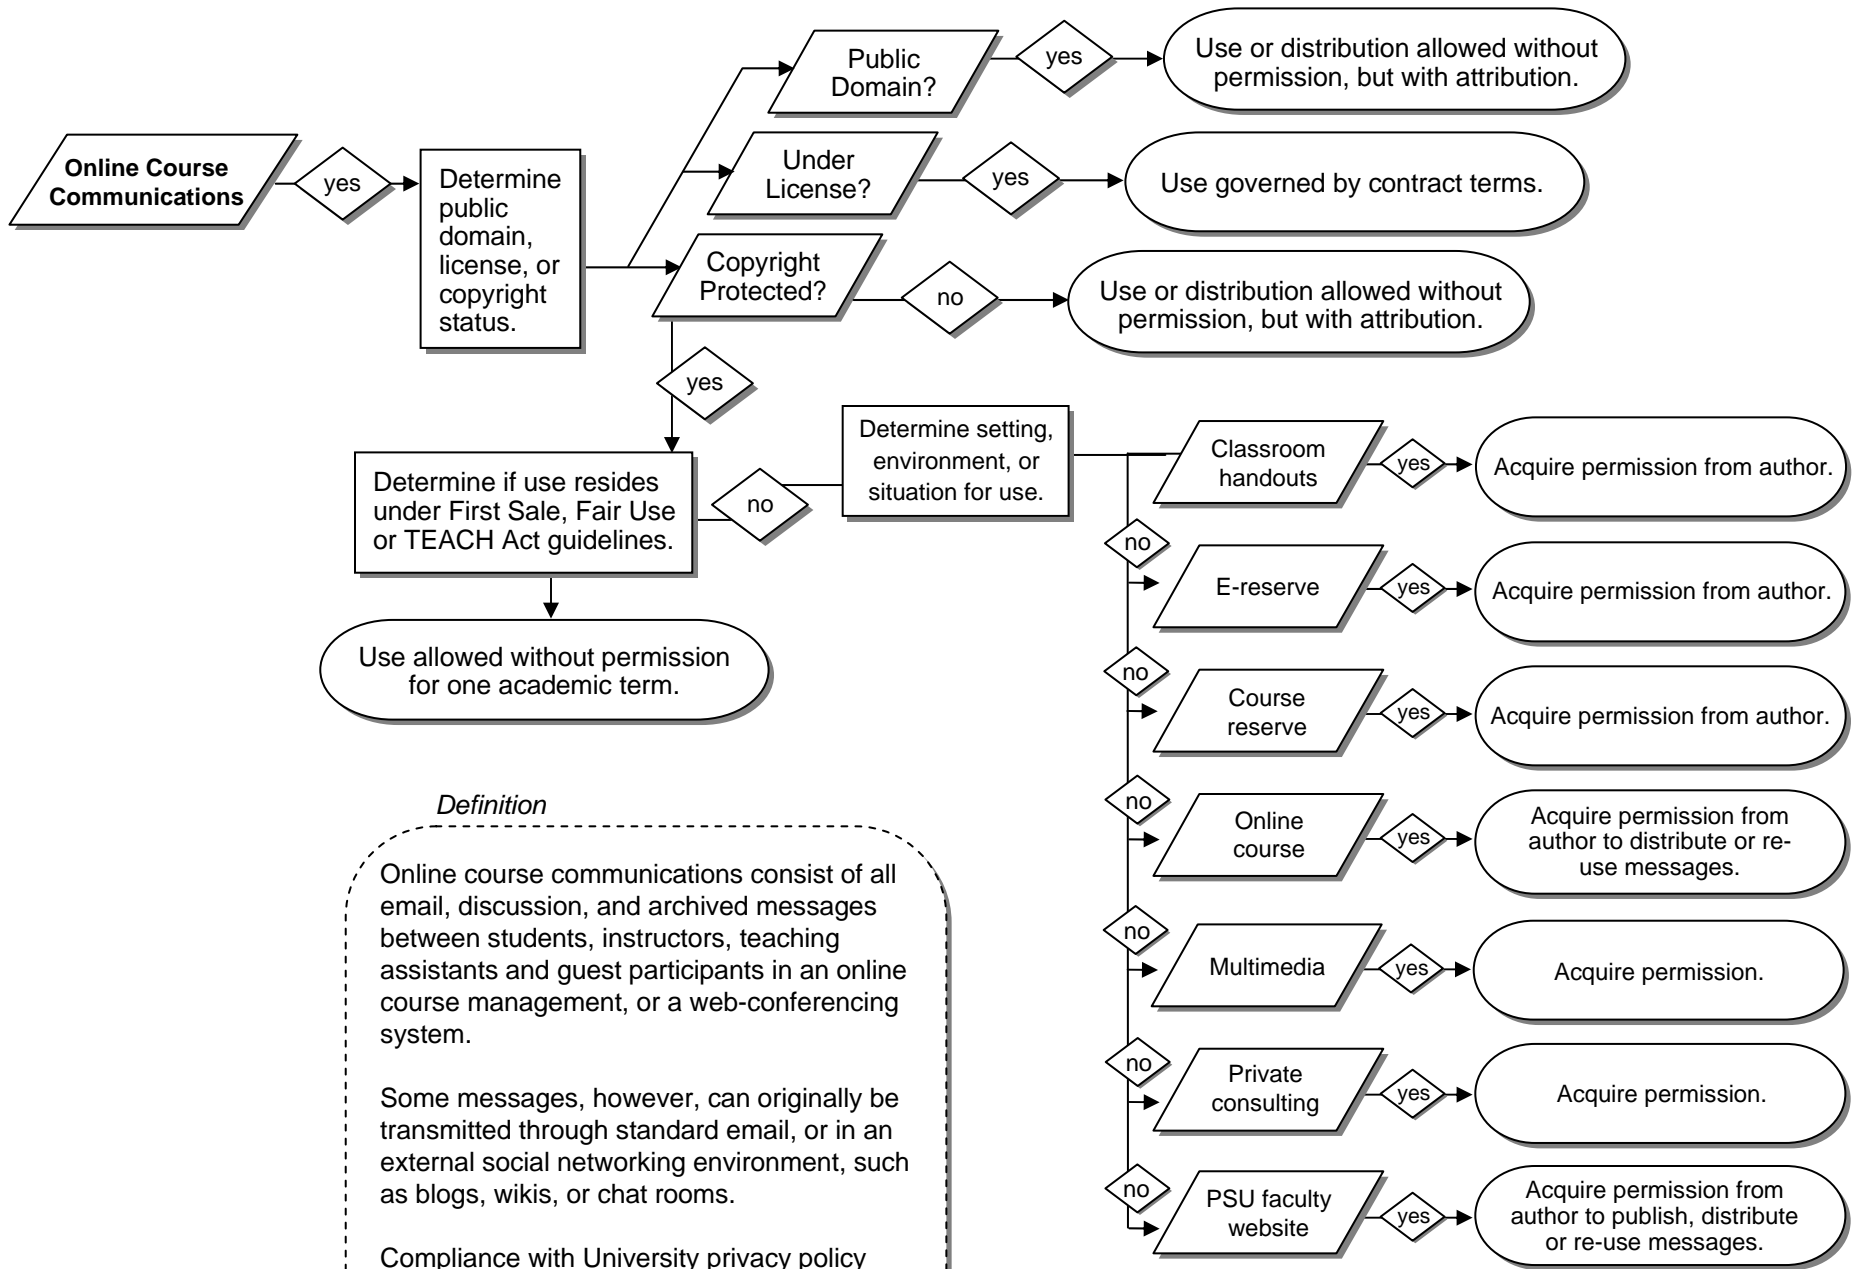 Public
Domain?
yes
Use or distribution allowed without
permission, but with attribution.
Online Course
Communications
yes
Determine
public
domain,
license, or
copyright
status.
Under
License?
yes
Use governed by contract terms.
Copyright
Protected?
no
Use or distribution allowed without
permission, but with attribution.
yes
Determine if use resides
under First Sale, Fair Use
or TEACH Act guidelines.
no
Determine setting,
environment, or
situation for use.
Use allowed without permission
for one academic term.
Classroom
handouts
yes
Acquire permission from author.
no
E-reserve
yes
Acquire permission from author.
no
Course
reserve
yes
Acquire permission from author.
no
Online
course
yes
Acquire permission from
author to distribute or re-
use messages.
no
Multimedia
yes
Acquire permission.
no
Private
consulting
yes
Acquire permission.
no
PSU faculty
website
yes
Acquire permission from
author to publish, distribute
or re-use messages.
Definition
Online course communications consist of all
email, discussion, and archived messages
between students, instructors, teaching
assistants and guest participants in an online
course management, or a web-conferencing
system.
Some messages, however, can originally be
transmitted through standard email, or in an
external social networking environment, such
as blogs, wikis, or chat rooms.
Compliance with University privacy policy